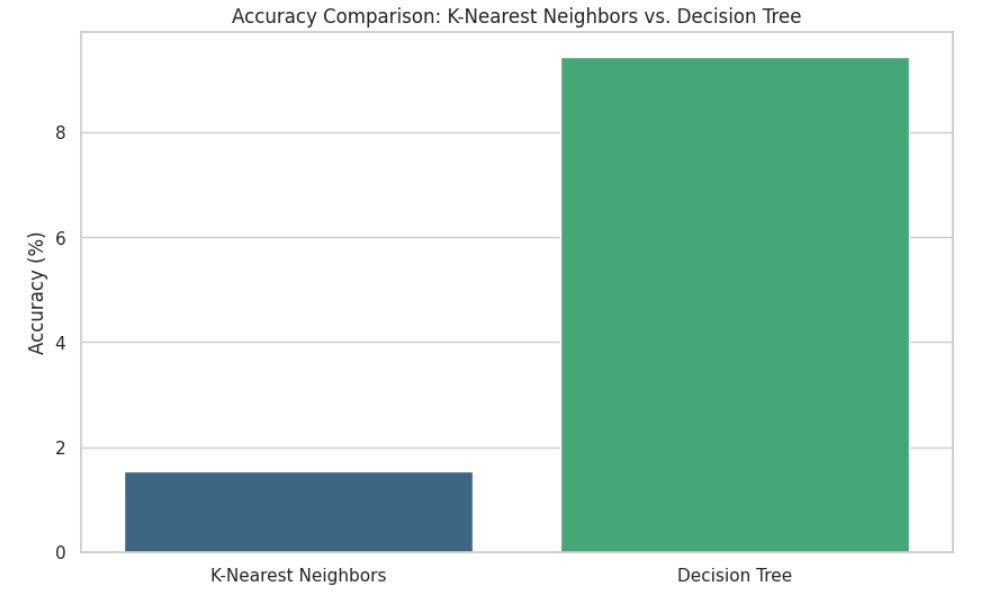 Accuracy Comparison: K-Nearest Neighbors vs. Decision Tree
Accuracy (%)
8
6
4
2
0
K-Nearest Neighbors
Decision Tree